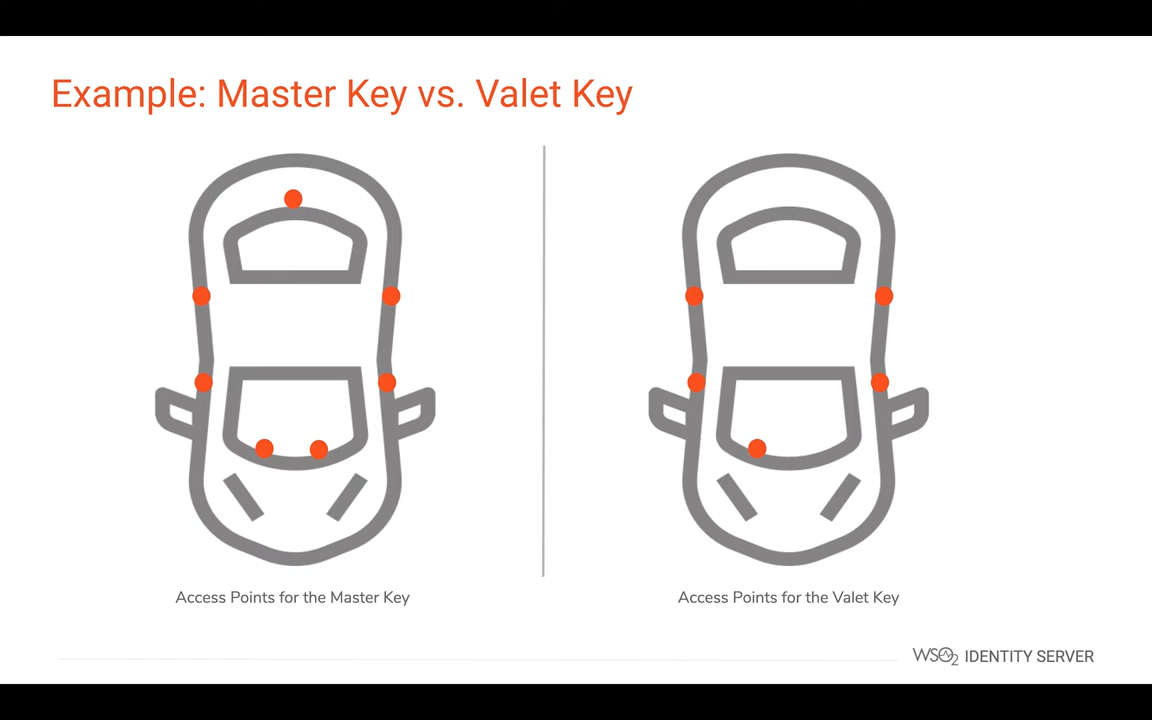 Example: Master Key vs. Valet Key
Access Points for the Master Key
Access Points for the Valet Key
WSO2 IDENTITY SERVER